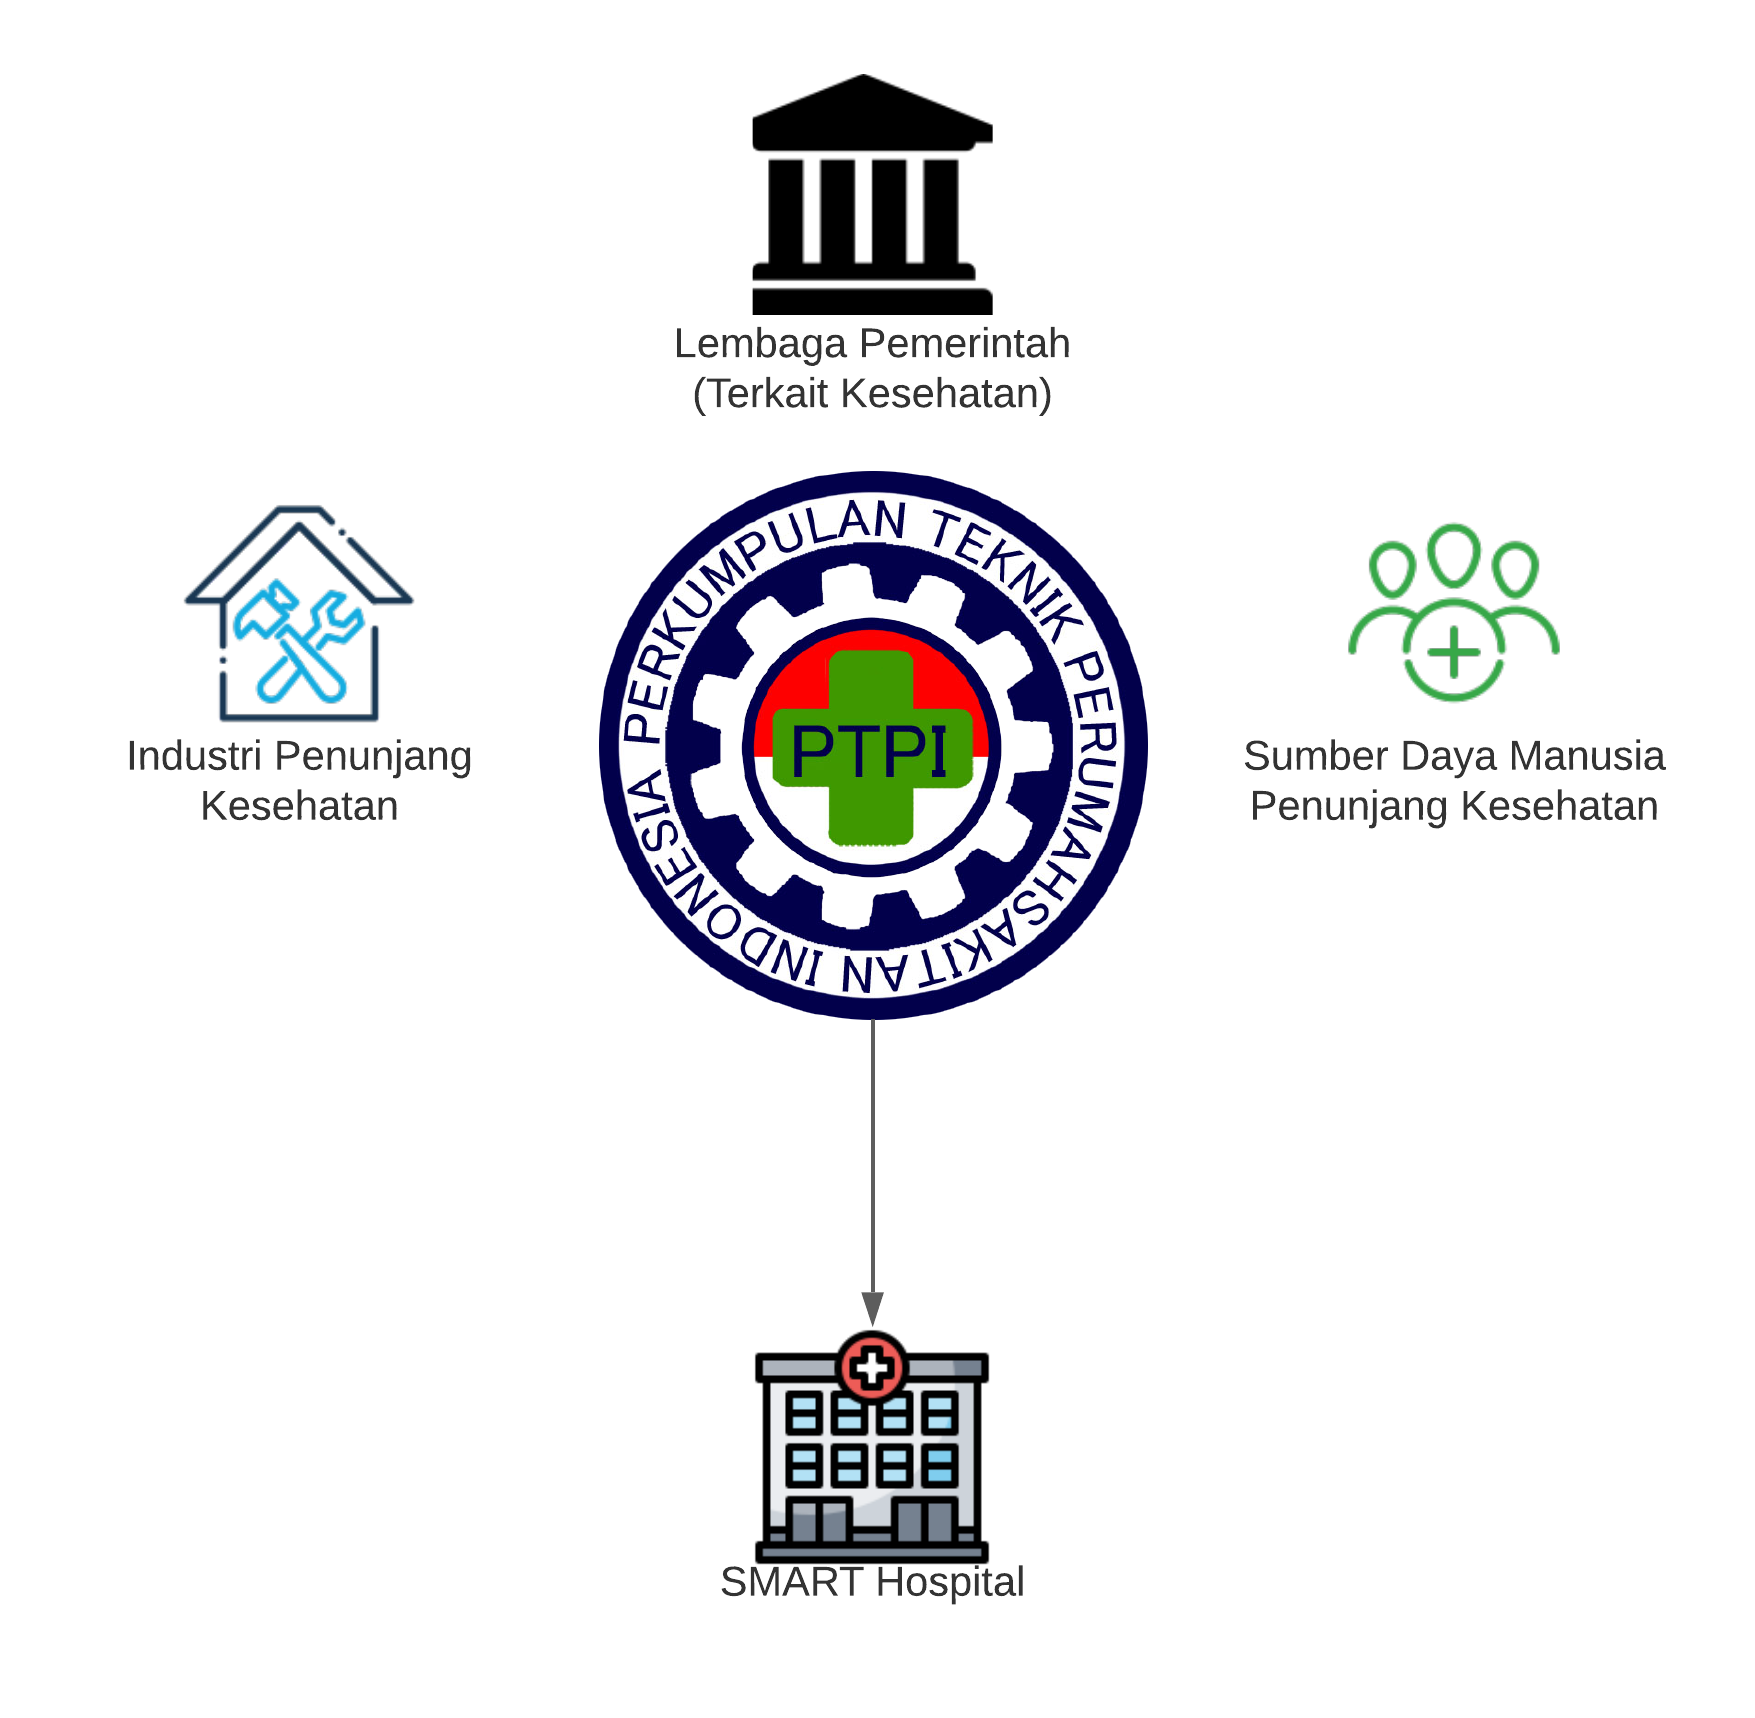 Lembaga Pemerintah
(Terkait Kesehatan)
PERKUMPULAN TEKNIK PERUMAHSAKITAN INDONESIA
PTPI
Industri Penunjang
Kesehatan
Sumber Daya Manusia
Penunjang Kesehatan
SMART Hospital